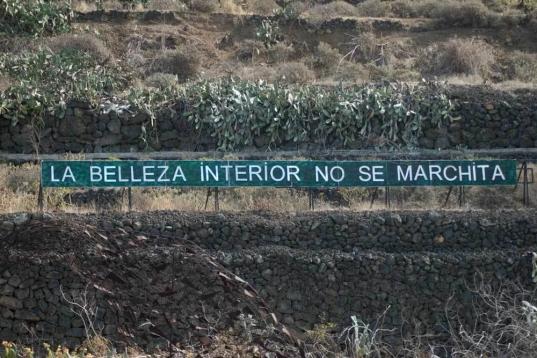 LA BELLEZA INTERIOR NO SE MARCHITA